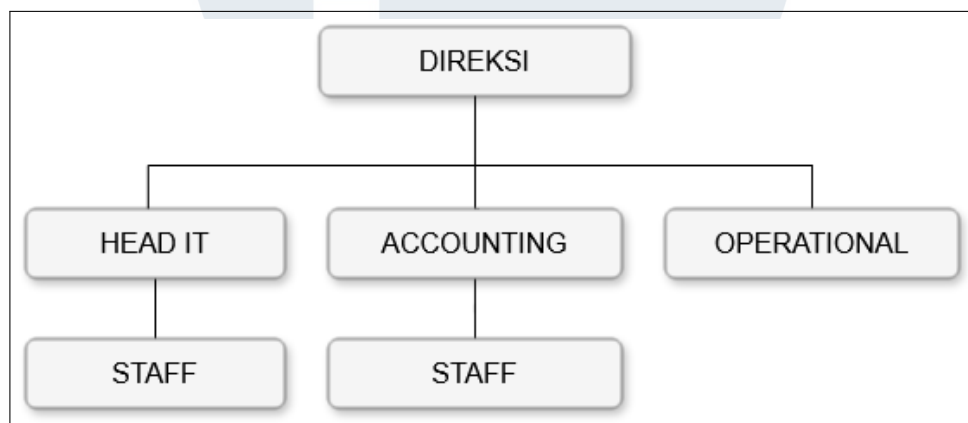 DIREKSI
HEAD IT
ACCOUNTING
OPERATIONAL
STAFF
STAFF